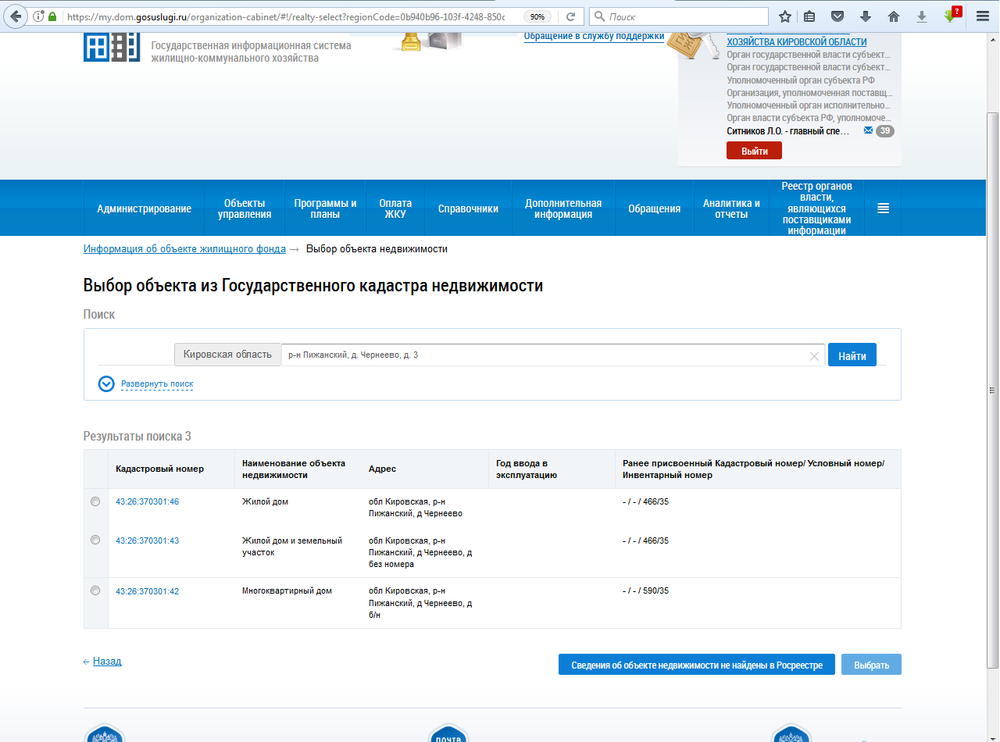 https://my.dom.gosuslugi.ru/organization-cabinet/#!/realty-select?regionCode=0b940b96-103f-4248-850c
90%
Поиск
?
Государственная информационная система
жилищно-коммунального хозяйства
Обращение в службу поддержки
ХОЗЯЙСТВА КИРОВСКОЙ ОБЛАСТИ
Орган государственной власти субъект...
Орган государственной власти субъект...
Уполномоченный орган субъекта РФ
Организация, уполномоченная поставщ...
Уполномоченный орган исполнительно...
Орган власти субъекта РФ, уполномоче...
Ситников Л.О. - главный спе... 39
Выйти
Администрирование
Объекты
управления
Программы и
планы
Оплата
ЖКУ
Справочники
Дополнительная
информация
Обращения
Аналитика и
отчеты
Реестр органов
власти,
являющихся
поставщиками
информации
Информация об объекте жилищного фонда → Выбор объекта недвижимости
Выбор объекта из Государственного кадастра недвижимости
Поиск
Кировская область
р-н Пижанский, д. Чернеево, д. 3
Найти
Развернуть поиск
Результаты поиска 3
Кадастровый номер
Наименование объекта
недвижимости
Адрес
Год ввода в
эксплуатацию
Ранее присвоенный Кадастровый номер/ Условный номер/
Инвентарный номер
43:26:370301:46
Жилой дом
обл Кировская, р-н
Пижанский, д Чернеево
- / - / 466/35
43:26:370301:43
Жилой дом и земельный
участок
обл Кировская, р-н
Пижанский, д Чернеево, д
без номера
- / - / 466/35
43:26:370301:42
Многоквартирный дом
обл Кировская, р-н
Пижанский, д Чернеево, д
б/н
- / - / 590/35
← Назад
Сведения об объекте недвижимости не найдены в Росреестре
Выбрать
почта